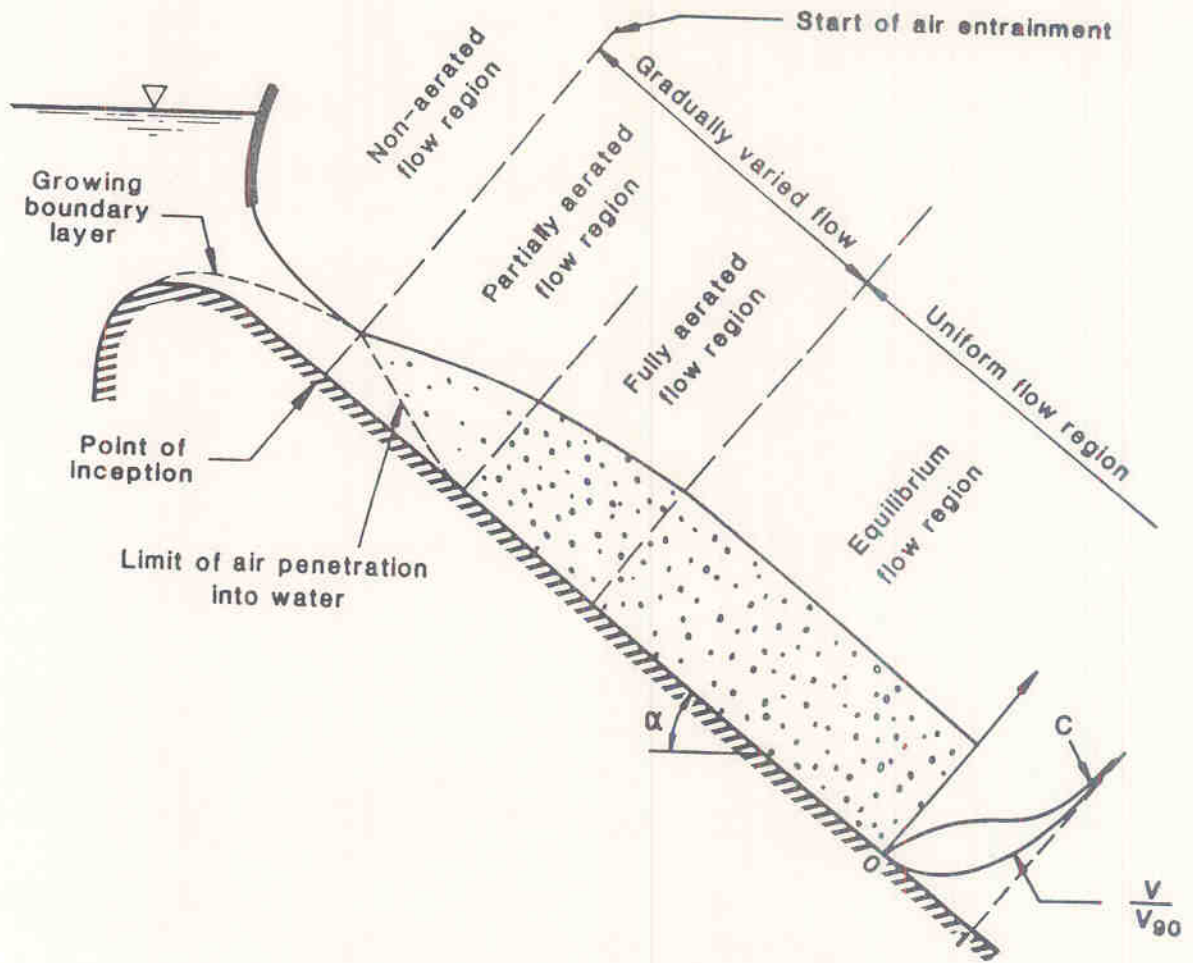 Start of air entrainment
Non-aerated
flow region
Gradually varied flow
Growing
boundary
layer
Partially aerated
flow region
Fully aerated
flow region
Uniform flow region
Point of
inception
Equilibrium
flow region
Limit of air penetration
into water
α
C
0
1
V
V90